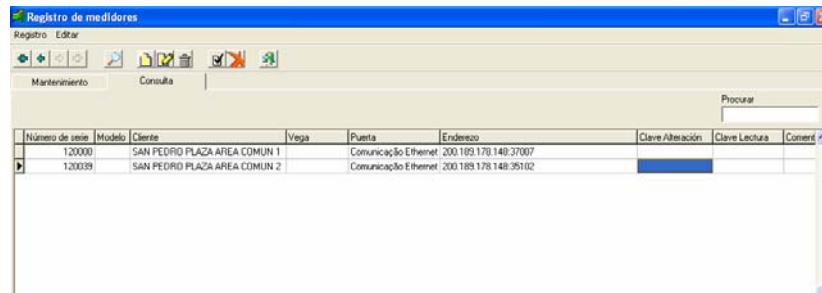 Registro de medidores
Registro Editar
Mantenimiento Consulta
Procurar
Número de serie Modelo Cliente Vega Puerta Enderezo Clave Alteración Clave Lectura Coment
120000 SAN PEDRO PLAZA AREA COMUN 1 Comunicação Ethernet 200.189.178.148:37007
120039 SAN PEDRO PLAZA AREA COMUN 2 Comunicação Ethernet 200.189.178.148:35102